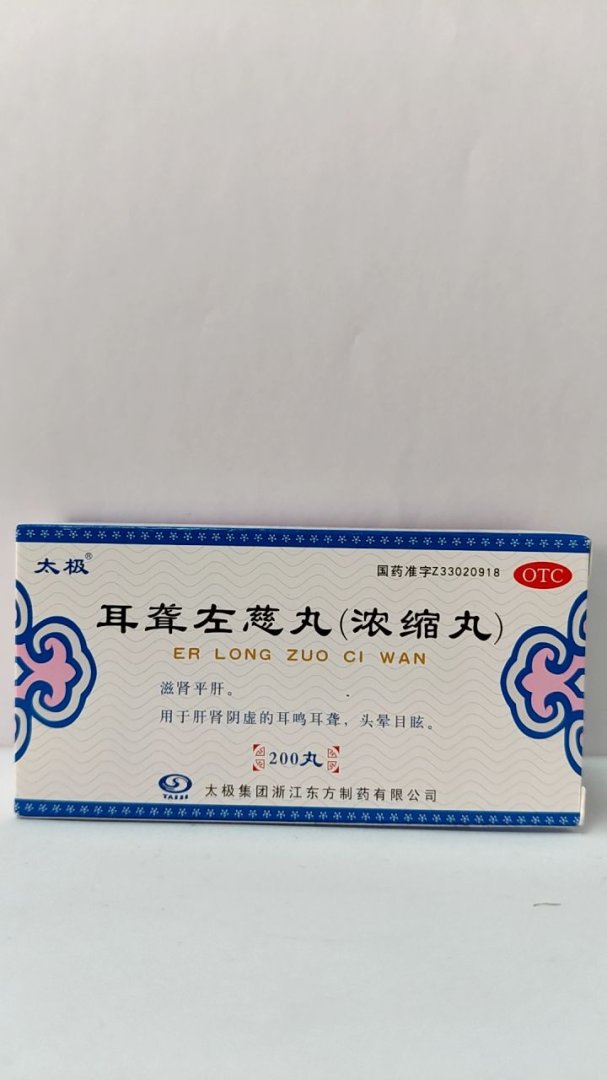 太极®
国药准字Z33020918
OTC
耳聋左慈丸(浓缩丸)
ER LONG ZUO CI WAN
滋肾平肝。
用于肝肾阴虚的耳鸣耳聋，头晕目眩。
200丸
TAIJI
太极集团浙江东方制药有限公司